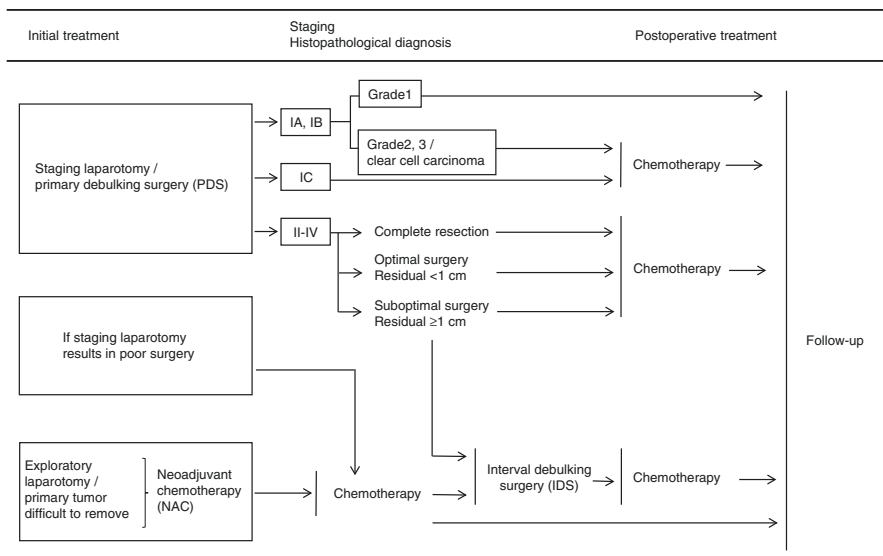 Initial treatment
Staging
Histopathological diagnosis
Postoperative treatment
Grade1
IA, IB
Grade2, 3 /
clear cell carcinoma
Staging laparotomy /
primary debulking surgery (PDS)
IC
Chemotherapy
II-IV
Complete resection
Optimal surgery
Residual <1 cm
Chemotherapy
Suboptimal surgery
Residual ≥1 cm
If staging laparotomy
results in poor surgery
Follow-up
Exploratory
laparotomy /
primary tumor
difficult to remove
Neoadjuvant
chemotherapy
(NAC)
Chemotherapy
Interval debulking
surgery (IDS)
Chemotherapy